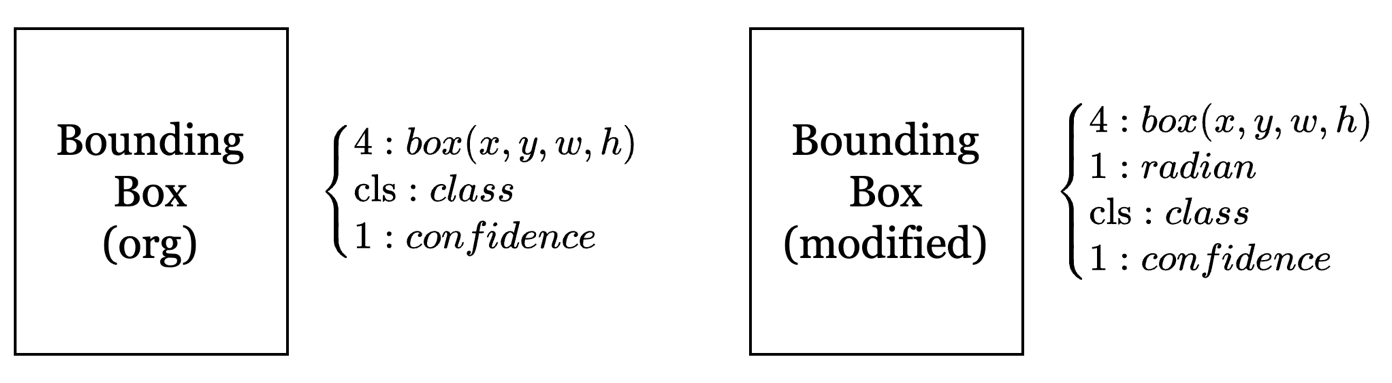 Bounding
Box
(org)
4 : box(x, y, w, h)
cls : class
1 : confidence
Bounding
Box
(modified)
4 : box(x, y, w, h)
1 : radian
cls : class
1 : confidence